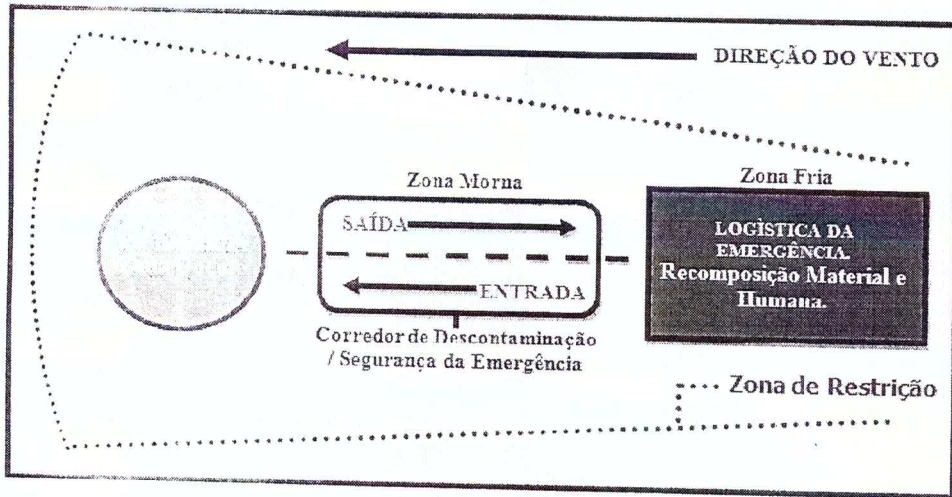 DIREÇÃO DO VENTO
Zona Morna
Zona Fria
SAÍDA
ENTRADA
LOGÍSTICA DA
EMERGÊNCIA.
Recomposição Material e
Humana.
Corredor de Descontaminação
/ Segurança da Emergência
Zona de Restrição